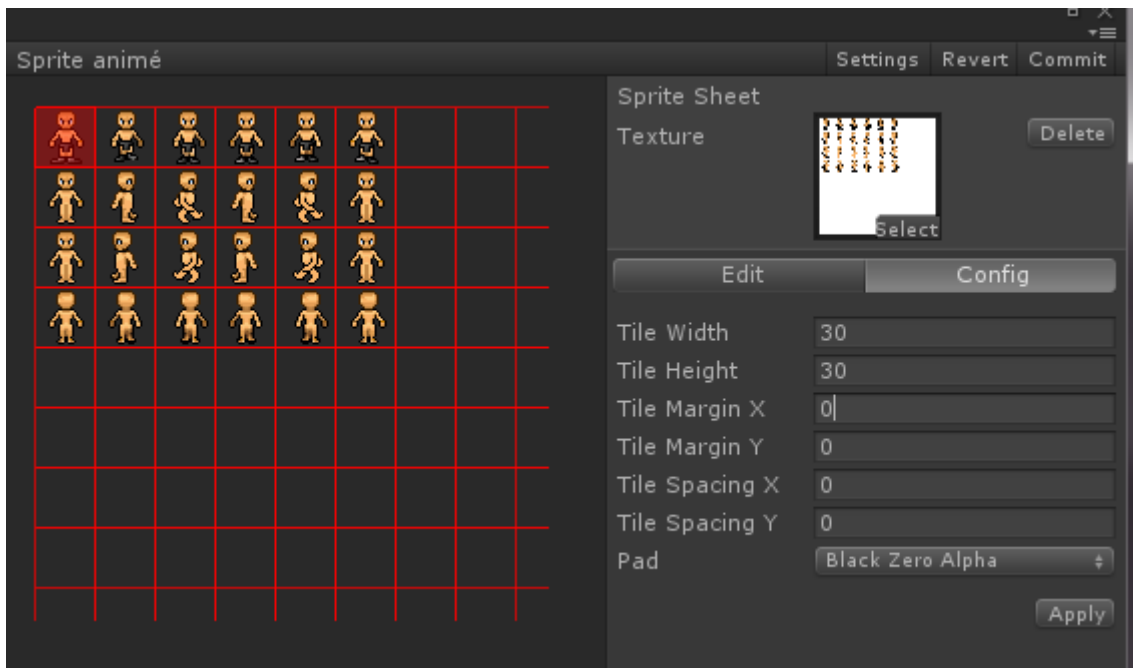 Sprite animé
Settings Revert Commit
Sprite Sheet
Texture
Delete
Select
Edit Config
Tile Width 30
Tile Height 30
Tile Margin X 0
Tile Margin Y 0
Tile Spacing X 0
Tile Spacing Y 0
Pad Black Zero Alpha
Apply